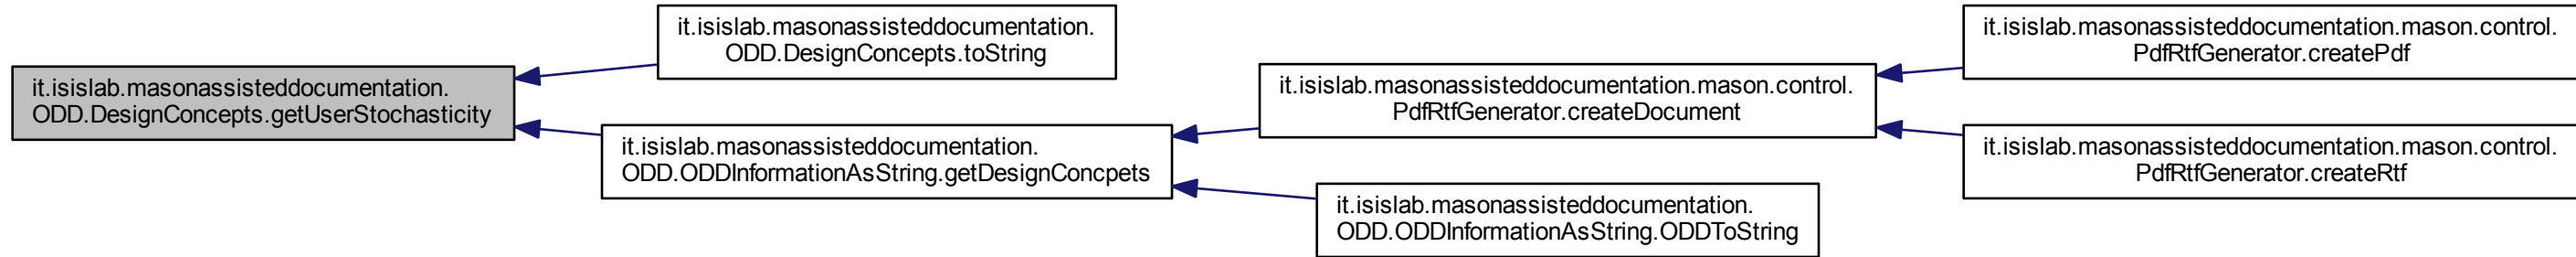 it.isislab.masonassisteddocumentation.
ODD.DesignConcepts.getUserStochasticity
it.isislab.masonassisteddocumentation.
ODD.DesignConcepts.toString
it.isislab.masonassisteddocumentation.
ODD.ODDInformationAsString.getDesignConcpets
it.isislab.masonassisteddocumentation.mason.control.
PdfRtfGenerator.createDocument
it.isislab.masonassisteddocumentation.
ODD.ODDInformationAsString.ODDToString
it.isislab.masonassisteddocumentation.mason.control.
PdfRtfGenerator.createPdf
it.isislab.masonassisteddocumentation.mason.control.
PdfRtfGenerator.createRtf